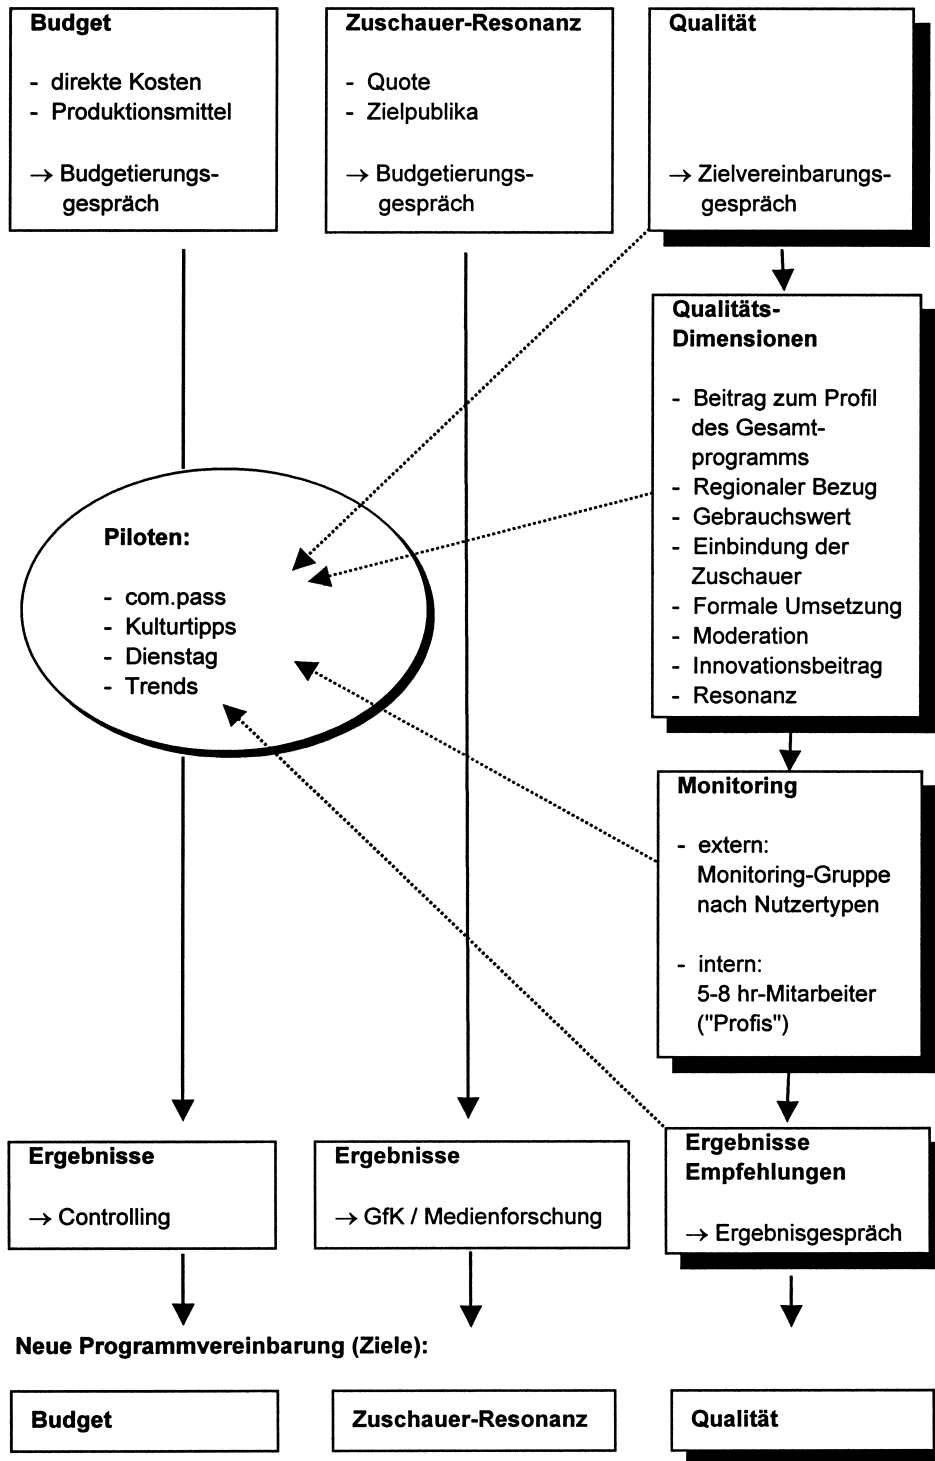 Budget
- direkte Kosten
- Produktionsmittel
→ Budgetierungs-
gespräch
Zuschauer-Resonanz
- Quote
- Zielpublika
→ Budgetierungs-
gespräch
Qualität
→ Zielvereinbarungs-
gespräch
Qualitäts-
Dimensionen
- Beitrag zum Profil
des Gesamt-
programms
- Regionaler Bezug
- Gebrauchswert
- Einbindung der
Zuschauer
- Formale Umsetzung
- Moderation
- Innovationsbeitrag
- Resonanz
Piloten:
- com.pass
- Kulturtipps
- Dienstag
- Trends
Monitoring
- extern:
Monitoring-Gruppe
nach Nutzertypen
- intern:
5-8 hr-Mitarbeiter
("Profis")
Ergebnisse
→ Controlling
Ergebnisse
→ GfK / Medienforschung
Ergebnisse
Empfehlungen
→ Ergebnisgespräch
Neue Programmvereinbarung (Ziele):
Budget
Zuschauer-Resonanz
Qualität